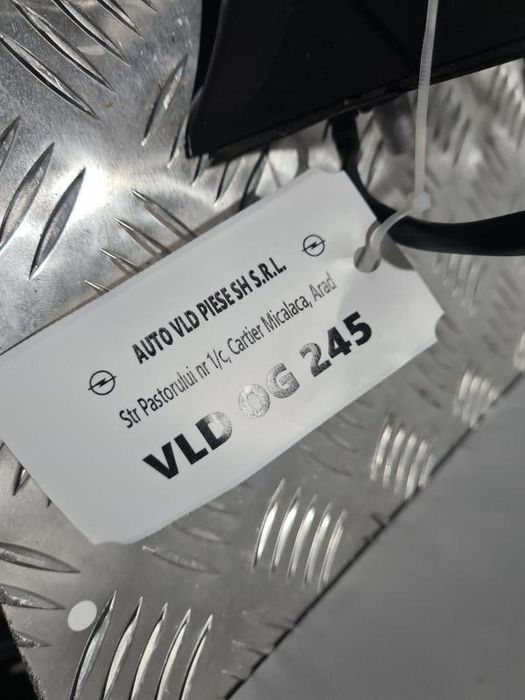 AUTO VLD PIESE SH S.R.L.
Str Pastorului nr 1/c, Cartier Micalaca, Arad
VLD OG 245